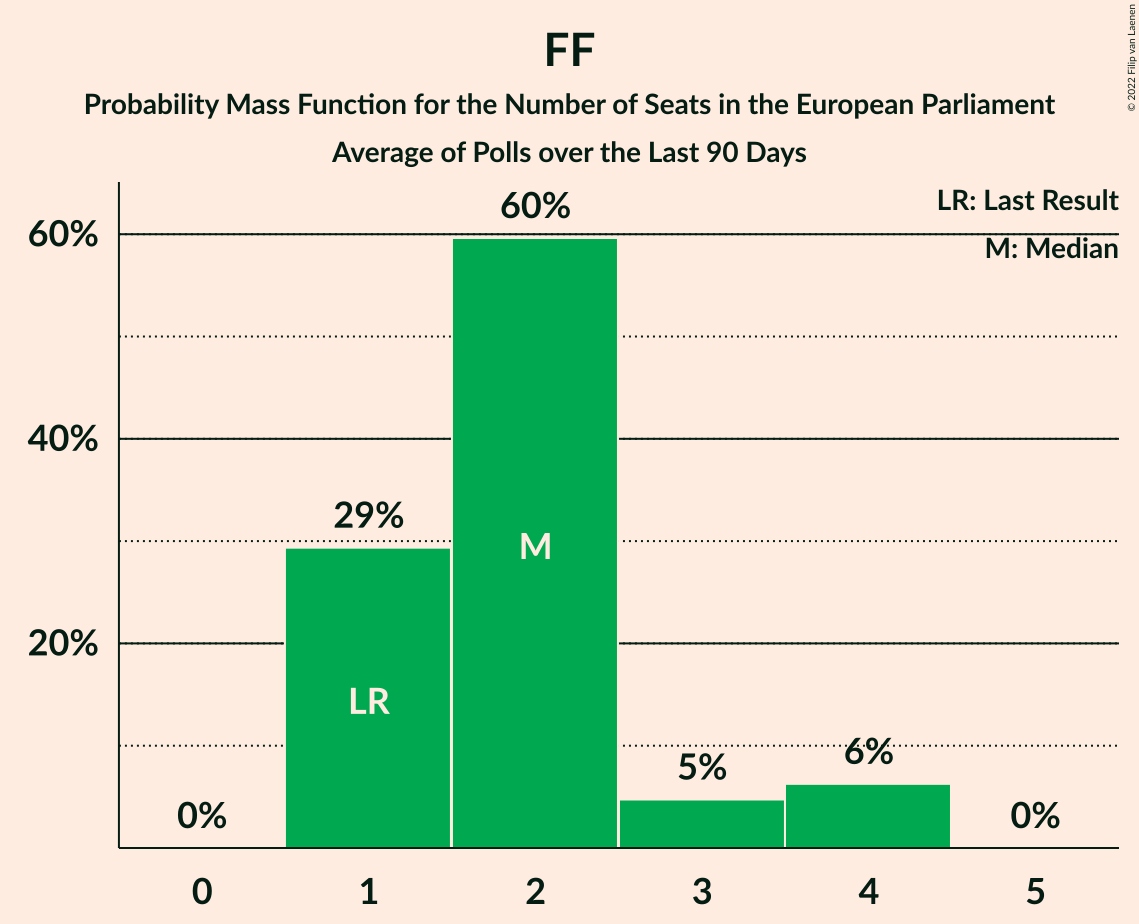 FF
Probability Mass Function for the Number of Seats in the European Parliament
Average of Polls over the Last 90 Days
© 2022 Filip van Laenen
LR: Last Result
M: Median
60%
40%
20%
0%
29%
60%
5%
6%
0%
LR
M
0
1
2
3
4
5